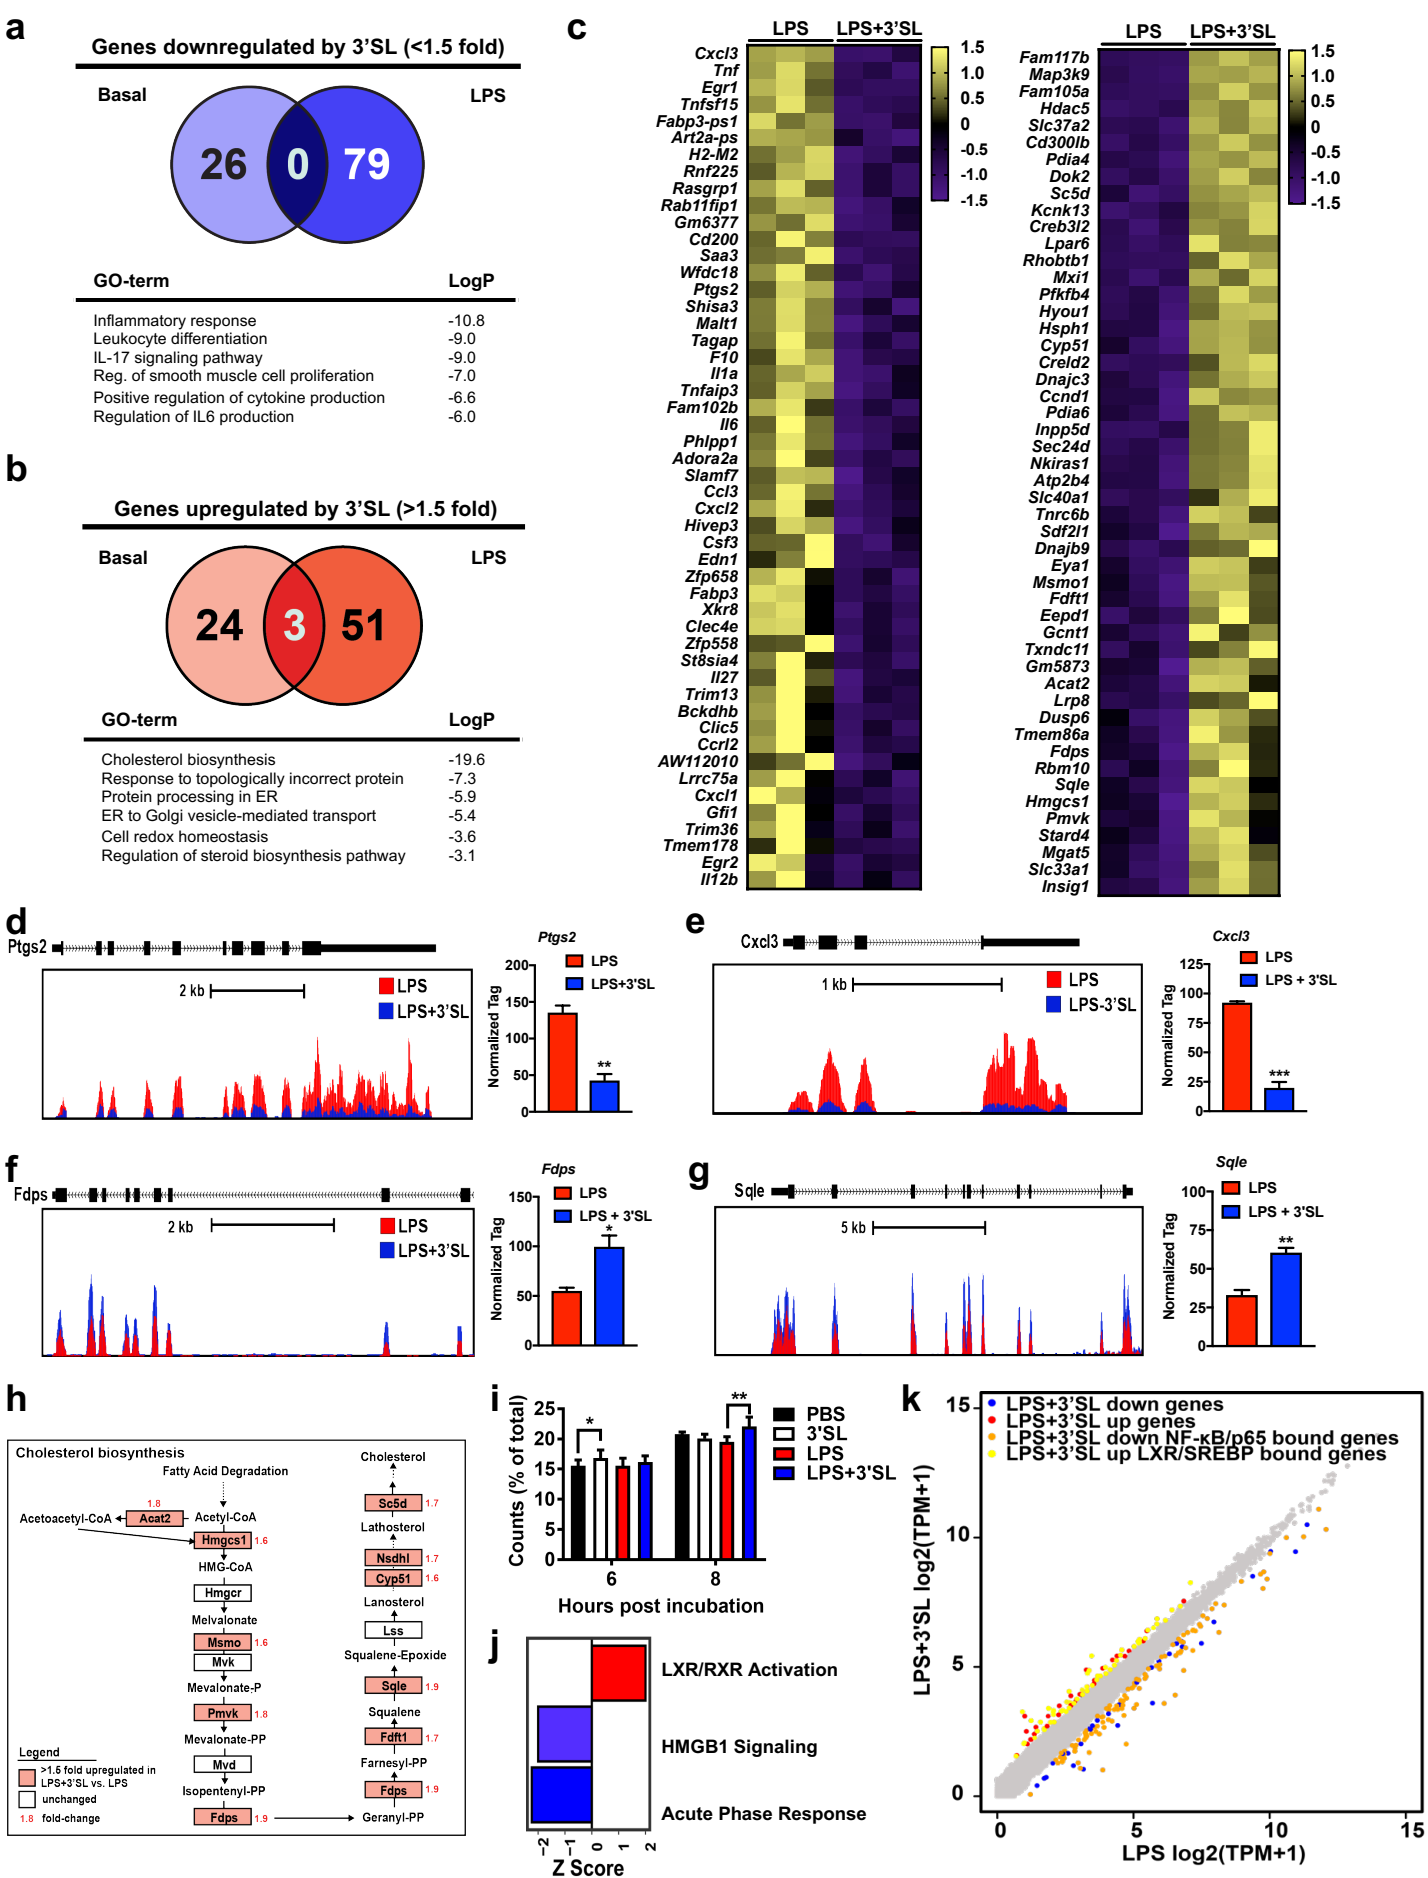 a
Genes downregulated by 3'SL (<1.5 fold)
Basal
LPS
26
0
79
GO-term LogP
Inflammatory response -10.8
Leukocyte differentiation -9.0
IL-17 signaling pathway -9.0
Reg. of smooth muscle cell proliferation -7.0
Positive regulation of cytokine production -6.6
Regulation of IL6 production -6.0
b
Genes upregulated by 3'SL (>1.5 fold)
Basal
LPS
24
3
51
GO-term LogP
Cholesterol biosynthesis -19.6
Response to topologically incorrect protein -7.3
Protein processing in ER -5.9
ER to Golgi vesicle-mediated transport -5.4
Cell redox homeostasis -3.6
Regulation of steroid biosynthesis pathway -3.1
c
LPS LPS+3'SL
Cxcl3
Tnf
Egr1
Tnfsf15
Fabp3-ps1
Art2a-ps
H2-M2
Rnf225
Rasgrp1
Rab11fip1
Gm6377
Cd200
Saa3
Wfdc18
Ptgs2
Shisa3
Malt1
Tagap
F10
Il1a
Tnfaip3
Fam102b
Il6
Phlpp1
Adora2a
Slamf7
Ccl3
Cxcl2
Hivep3
Csf3
Edn1
Zfp658
Fabp3
Xkr8
Clec4e
Zfp558
St8sia4
Il27
Trim13
Bckdhb
Clic5
Ccrl2
AW112010
Lrrc75a
Cxcl1
Gfi1
Trim36
Tmem178
Egr2
Il12b
1.5
1.0
0.5
0
-0.5
-1.0
-1.5
LPS LPS+3'SL
Fam117b
Map3k9
Fam105a
Hdac5
Slc37a2
Cd300lb
Pdia4
Dok2
Sc5d
Kcnk13
Creb3l2
Lpar6
Rhobtb1
Mxi1
Pfkfb4
Hyou1
Hsph1
Cyp51
Creld2
Dnajc3
Ccnd1
Pdia6
Inpp5d
Sec24d
Nkiras1
Atp2b4
Slc40a1
Tnrc6b
Sdf2l1
Dnajb9
Eya1
Msmo1
Fdft1
Eepd1
Gcnt1
Txndc11
Gm5873
Acat2
Lrp8
Dusp6
Tmem86a
Fdps
Rbm10
Sqle
Hmgcs1
Pmvk
Stard4
Mgat5
Slc33a1
Insig1
1.5
1.0
0.5
0
-0.5
-1.0
-1.5
d
Ptgs2
2 kb
LPS
LPS+3'SL
Ptgs2
LPS
LPS+3'SL
Normalized Tag
200
150
100
50
0
**
e
Cxcl3
1 kb
LPS
LPS-3'SL
Cxcl3
LPS
LPS + 3'SL
Normalized Tag
125
100
75
50
25
0
***
f
Fdps
2 kb
LPS
LPS+3'SL
Fdps
LPS
LPS + 3'SL
Normalized Tag
150
100
50
0
*
g
Sqle
5 kb
Sqle
LPS
LPS + 3'SL
Normalized Tag
100
75
50
25
0
**
h
Cholesterol biosynthesis
Fatty Acid Degradation
1.8
Acetoacetyl-CoA Acat2 Acetyl-CoA
Hmgcs1 1.6
HMG-CoA
Hmgcr
Melvalonate
Msmo 1.6
Mvk
Mevalonate-P
Pmvk 1.8
Mevalonate-PP
Mvd
Isopentenyl-PP
Fdps 1.9
Cholesterol
Sc5d 1.7
Lathosterol
Nsdhl 1.7
Cyp51 1.6
Lanosterol
Lss
Squalene-Epoxide
Sqle 1.9
Squalene
Fdft1 1.7
Farnesyl-PP
Fdps 1.9
Geranyl-PP
Legend
>1.5 fold upregulated in
LPS+3'SL vs. LPS
unchanged
1.8 fold-change
i
Counts (% of total)
25
20
15
10
5
0
*
**
6 8
Hours post incubation
PBS
3'SL
LPS
LPS+3'SL
j
LXR/RXR Activation
HMGB1 Signaling
Acute Phase Response
-2 -1 0 1 2
Z Score
k
LPS+3'SL down genes
LPS+3'SL up genes
LPS+3'SL down NF-κB/p65 bound genes
LPS+3'SL up LXR/SREBP bound genes
LPS+3'SL log2(TPM+1)
15
10
5
0
0 5 10 15
LPS log2(TPM+1)